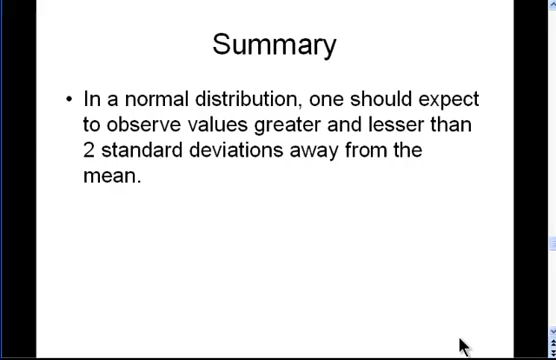 Summary
• In a normal distribution, one should expect
to observe values greater and lesser than
2 standard deviations away from the
mean.